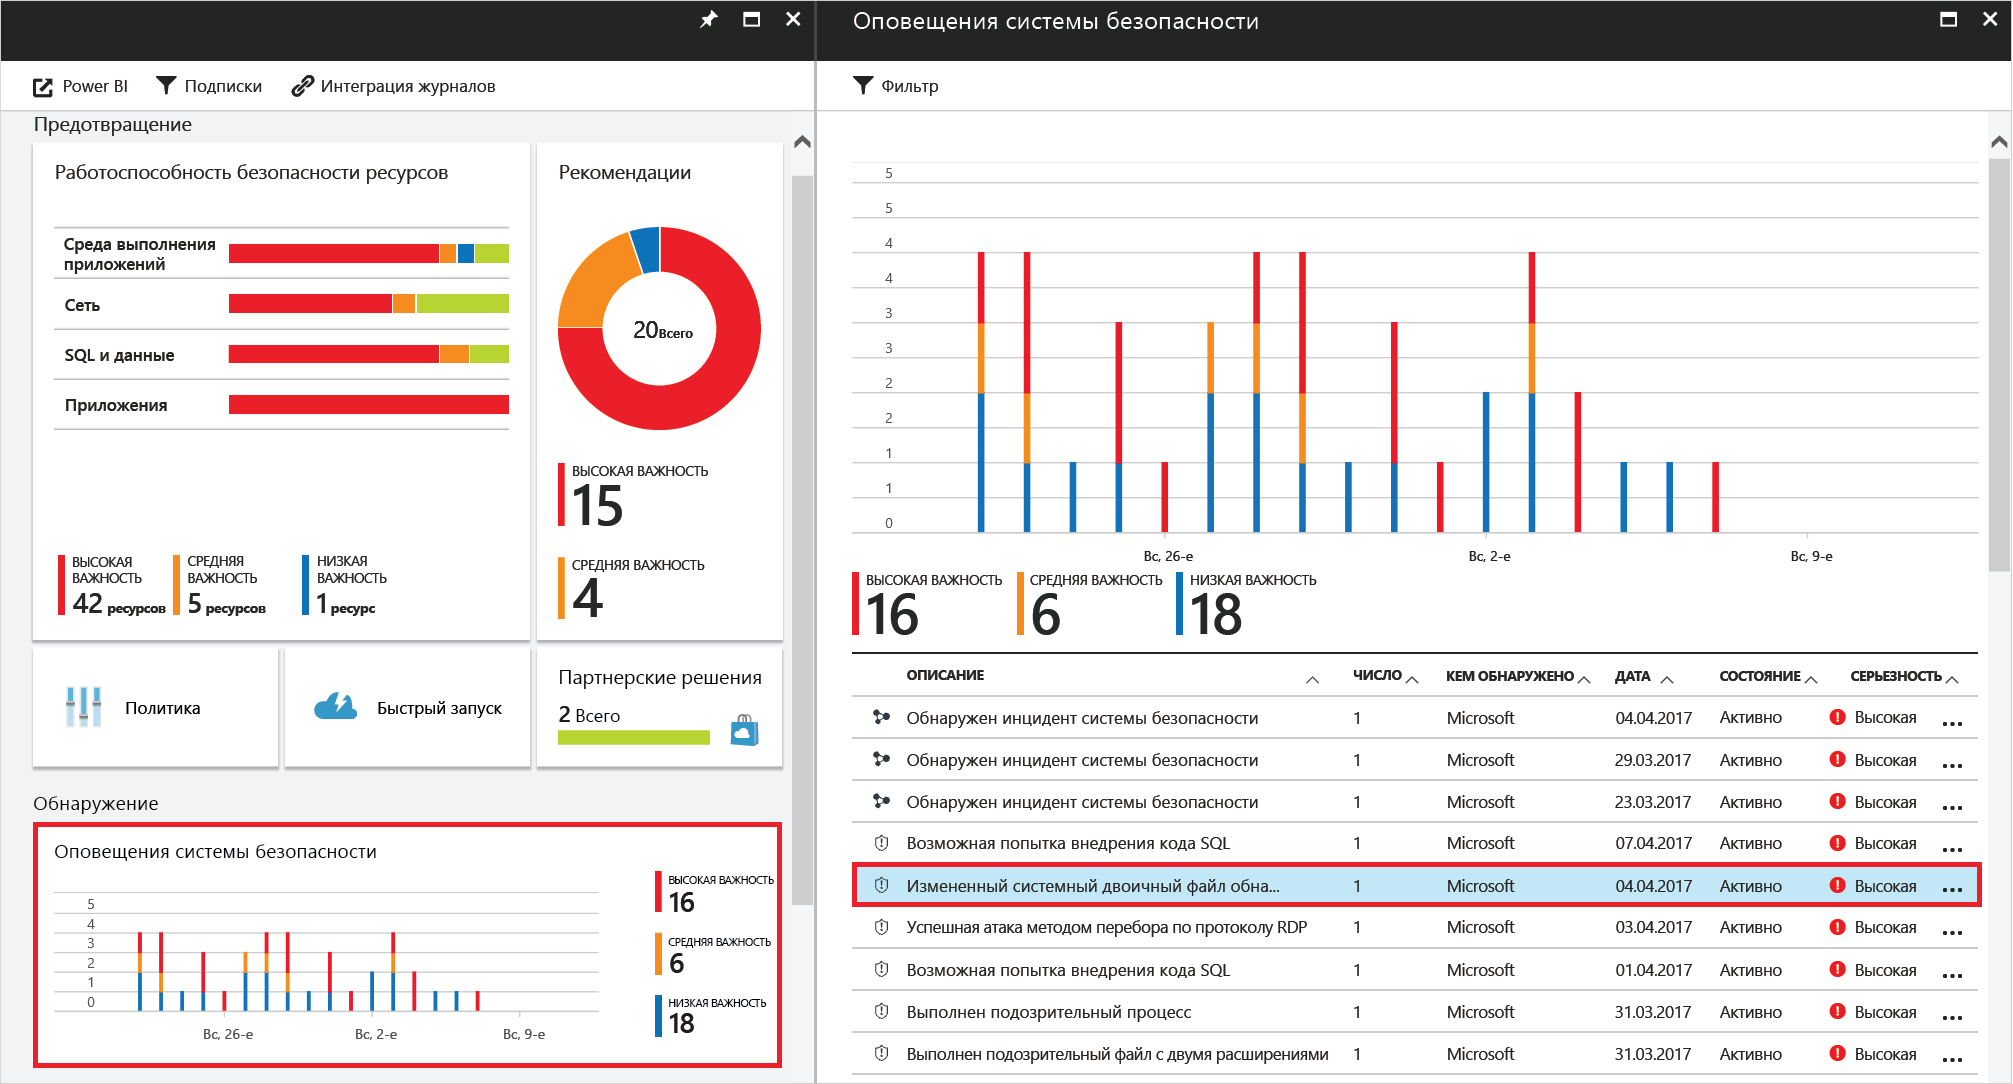 Оповещения системы безопасности
Power BI
Подписки
Интеграция журналов
Фильтр
Предотвращение
Работоспособность безопасности ресурсов
Среда выполнения
приложений
Сеть
SQL и данные
Приложения
ВЫСОКАЯ
ВАЖНОСТЬ
42 ресурсов
СРЕДНЯЯ
ВАЖНОСТЬ
5 ресурсов
НИЗКАЯ
ВАЖНОСТЬ
1 ресурс
Рекомендации
20Всего
ВЫСОКАЯ ВАЖНОСТЬ
15
СРЕДНЯЯ ВАЖНОСТЬ
4
Политика
Быстрый запуск
Партнерские решения
2 Всего
Обнаружение
Оповещения системы безопасности
5
4
3
2
1
0
Вс, 26-е
Вс, 2-е
Вс, 9-е
ВЫСОКАЯ ВАЖНОСТЬ
16
СРЕДНЯЯ ВАЖНОСТЬ
6
НИЗКАЯ ВАЖНОСТЬ
18
5
5
4
4
3
3
2
2
1
1
0
Вс, 26-е
Вс, 2-е
Вс, 9-е
ВЫСОКАЯ ВАЖНОСТЬ
16
СРЕДНЯЯ ВАЖНОСТЬ
6
НИЗКАЯ ВАЖНОСТЬ
18
ОПИСАНИЕ ЧИСЛО КЕМ ОБНАРУЖЕНО ДАТА СОСТОЯНИЕ СЕРЬЕЗНОСТЬ
Обнаружен инцидент системы безопасности 1 Microsoft 04.04.2017 Активно Высокая ...
Обнаружен инцидент системы безопасности 1 Microsoft 29.03.2017 Активно Высокая ...
Обнаружен инцидент системы безопасности 1 Microsoft 23.03.2017 Активно Высокая ...
Возможная попытка внедрения кода SQL 1 Microsoft 07.04.2017 Активно Высокая ...
Измененный системный двоичный файл обна... 1 Microsoft 04.04.2017 Активно Высокая ...
Успешная атака методом перебора по протоколу RDP 1 Microsoft 03.04.2017 Активно Высокая ...
Возможная попытка внедрения кода SQL 1 Microsoft 01.04.2017 Активно Высокая ...
Выполнен подозрительный процесс 1 Microsoft 31.03.2017 Активно Высокая ...
Выполнен подозрительный файл с двумя расширениями 1 Microsoft 31.03.2017 Активно Высокая ...